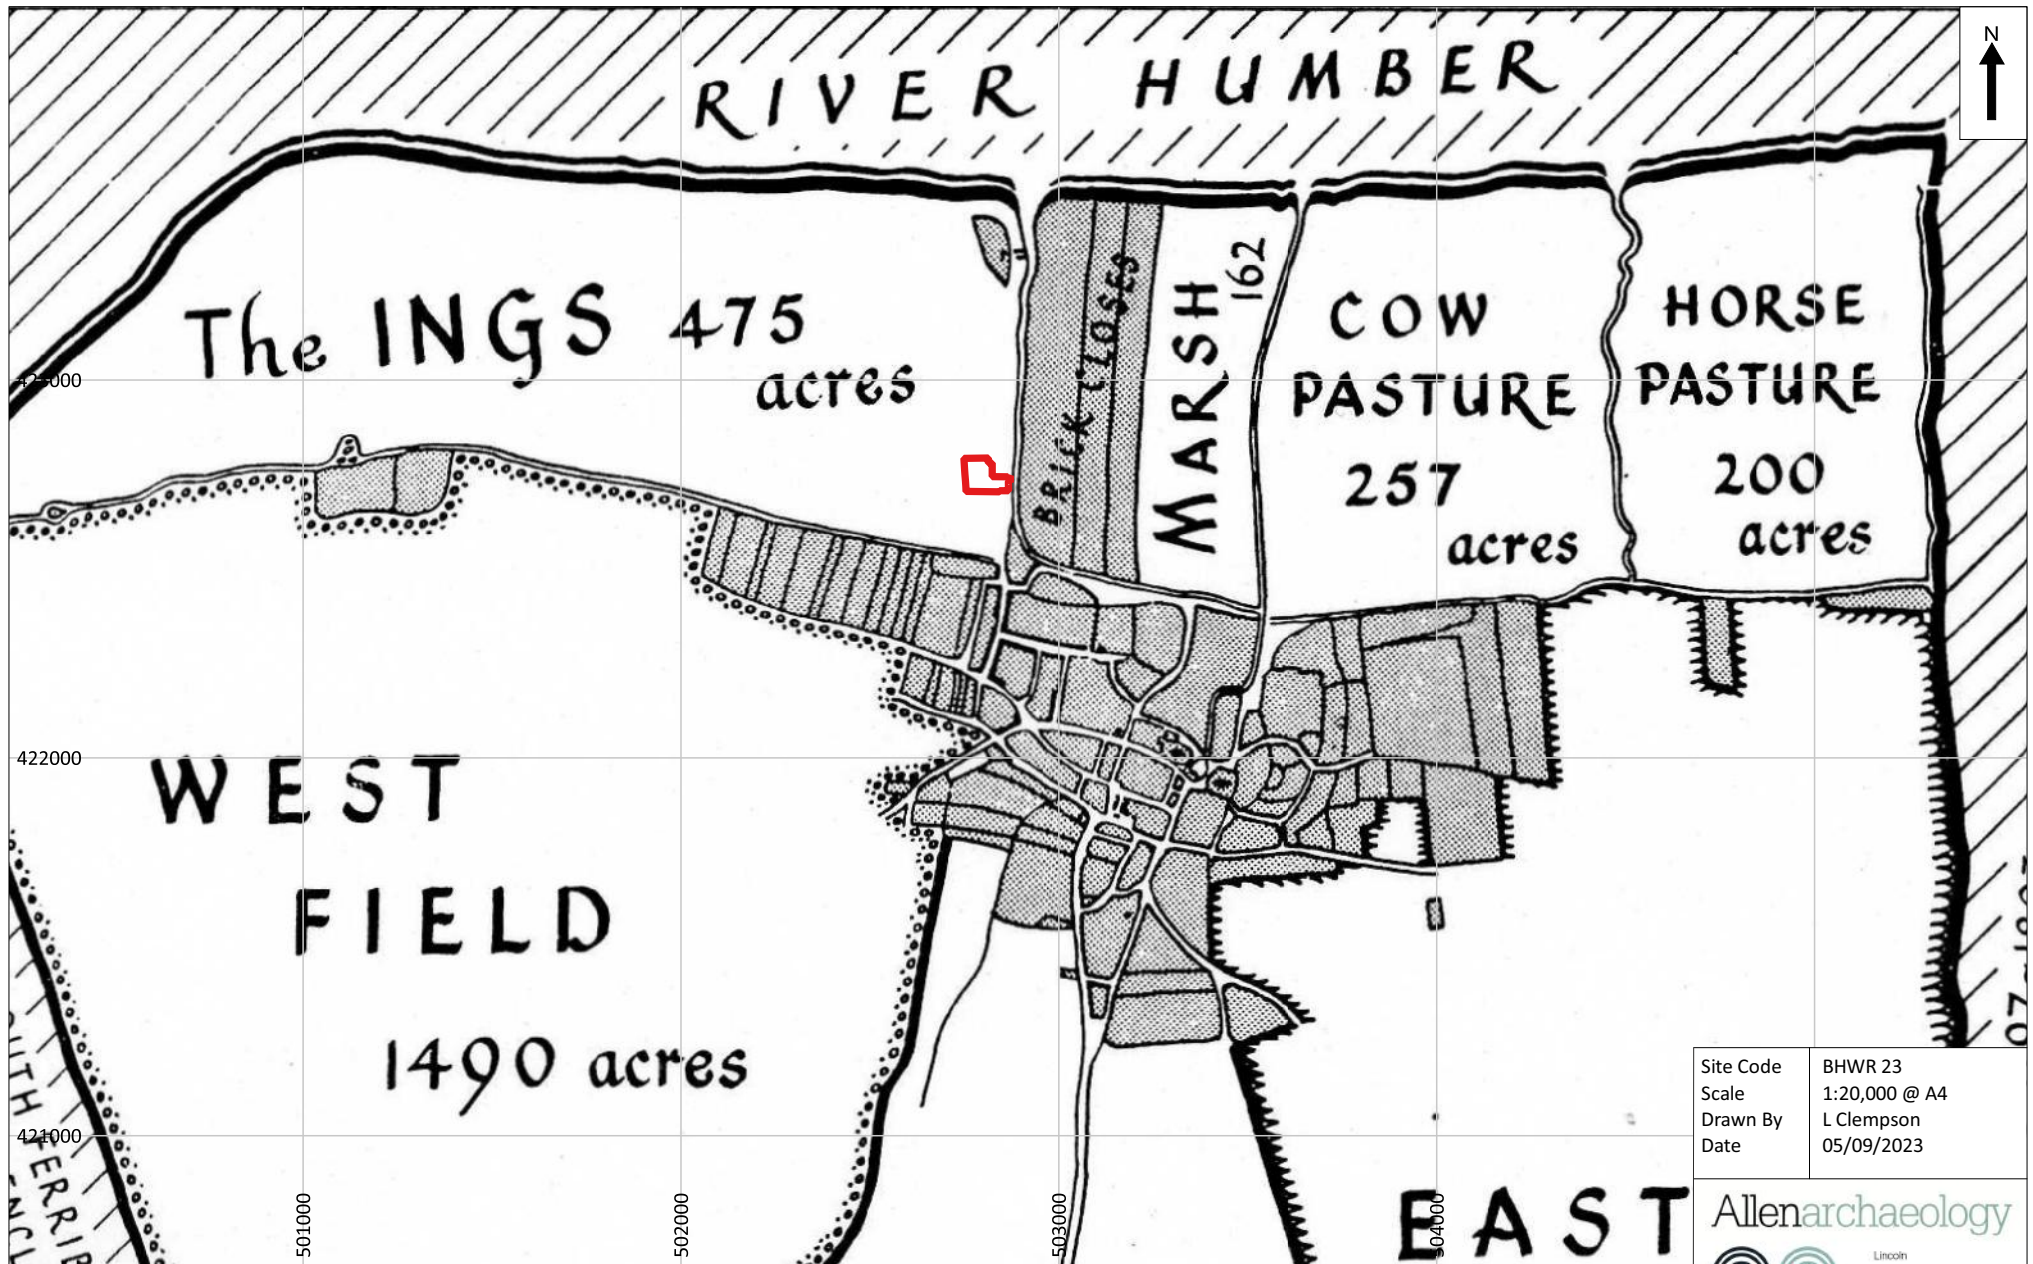 N
RIVER HUMBER
The INGS 475
acres
BRICK CLOSES
MARSH
162
COW
PASTURE
257
acres
HORSE
PASTURE
200
acres
422000
WEST
FIELD
1490 acres
421000
501000
502000
503000
504000
EAST
Site Code BHWR 23
Scale 1:20,000 @ A4
Drawn By L Clempson
Date 05/09/2023
Allenarchaeology
Lincoln